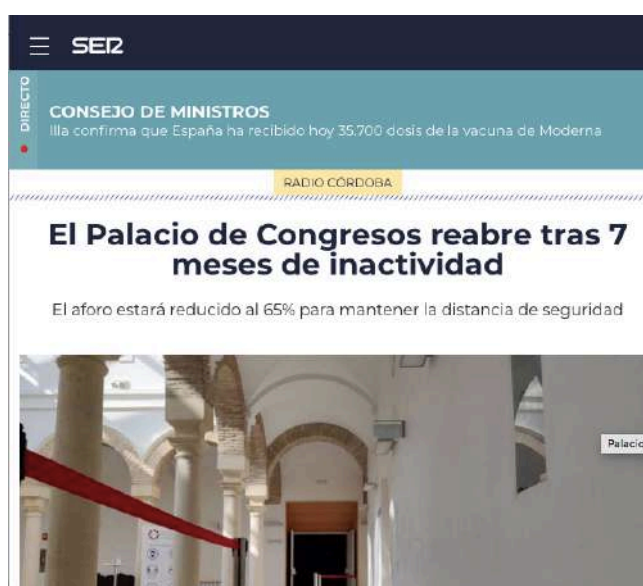 SER
DIRECTO
CONSEJO DE MINISTROS
Illa confirma que España ha recibido hoy 35.700 dosis de la vacuna de Moderna
RADIO CÓRDOBA
El Palacio de Congresos reabre tras 7
meses de inactividad
El aforo estará reducido al 65% para mantener la distancia de seguridad
Palacio